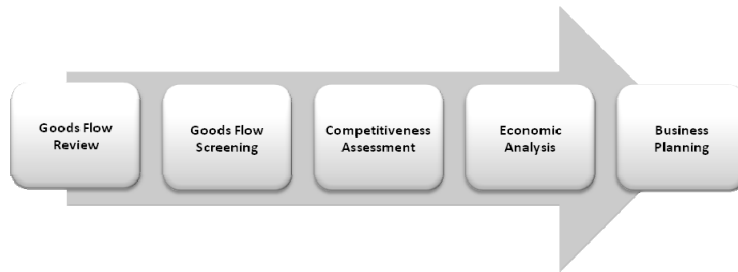 Goods Flow
Review
Goods Flow
Screening
Competitiveness
Assessment
Economic
Analysis
Business
Planning